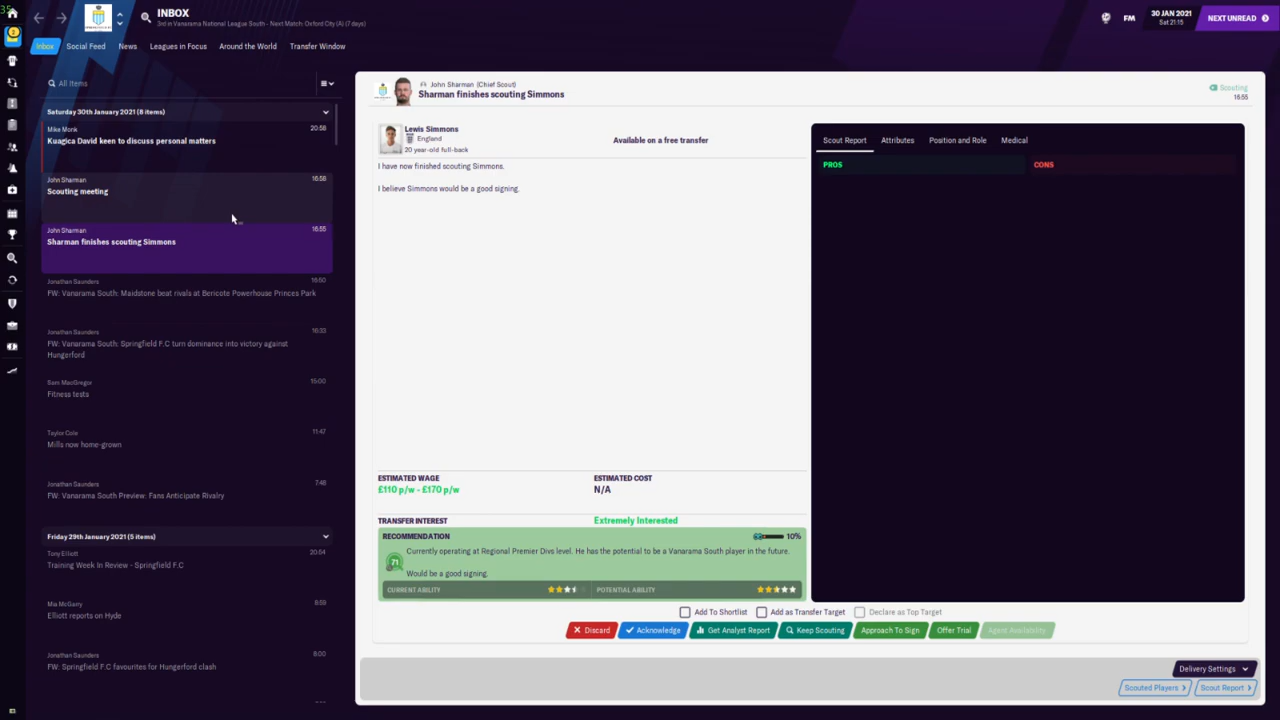 INBOX
3rd in Vanarama National League South - Next Match: Oxford City (A) (7 days)
FM
30 JAN 2021
Sat 21:15
NEXT UNREAD
Inbox
Social Feed
News
Leagues in Focus
Around the World
Transfer Window
All Items
Saturday 30th January 2021 (8 items)
Mike Monk
20:58
Kuagica David keen to discuss personal matters
John Sharman
16:58
Scouting meeting
John Sharman
16:55
Sharman finishes scouting Simmons
Jonathan Saunders
16:50
FW: Vanarama South: Maidstone beat rivals at Bericote Powerhouse Princes Park
Jonathan Saunders
16:33
FW: Vanarama South: Springfield F.C turn dominance into victory against
Hungerford
Sam MacGregor
15:00
Fitness tests
Taylor Cole
11:47
Mills now home-grown
Jonathan Saunders
7:48
FW: Vanarama South Preview: Fans Anticipate Rivalry
Friday 29th January 2021 (5 items)
Tony Elliott
20:54
Training Week In Review - Springfield F.C
Mia McGarry
8:59
Elliott reports on Hyde
Jonathan Saunders
8:00
FW: Springfield F.C favourites for Hungerford clash
John Sharman (Chief Scout)
Sharman finishes scouting Simmons
Scouting
16:55
Lewis Simmons
England
20 year-old full-back
Available on a free transfer
I have now finished scouting Simmons.
I believe Simmons would be a good signing.
ESTIMATED WAGE
£110 p/w - £170 p/w
ESTIMATED COST
N/A
TRANSFER INTEREST
Extremely Interested
RECOMMENDATION
10%
71
Currently operating at Regional Premier Divs level. He has the potential to be a Vanarama South player in the future.
Would be a good signing.
CURRENT ABILITY
POTENTIAL ABILITY
Scout Report
Attributes
Position and Role
Medical
PROS
CONS
Add To Shortlist
Add as Transfer Target
Declare as Top Target
Discard
Acknowledge
Get Analyst Report
Keep Scouting
Approach To Sign
Offer Trial
Agent Availability
Delivery Settings
Scouted Players
Scout Report